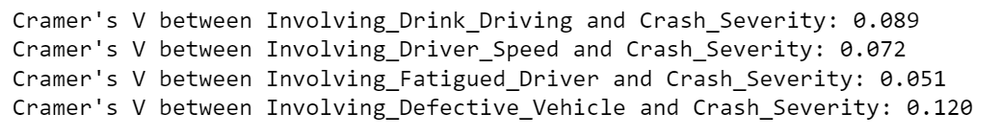 Cramer's V between Involving_Drink_Driving and Crash_Severity: 0.089
Cramer's V between Involving_Driver_Speed and Crash_Severity: 0.072
Cramer's V between Involving_Fatigued_Driver and Crash_Severity: 0.051
Cramer's V between Involving_Defective_Vehicle and Crash_Severity: 0.120